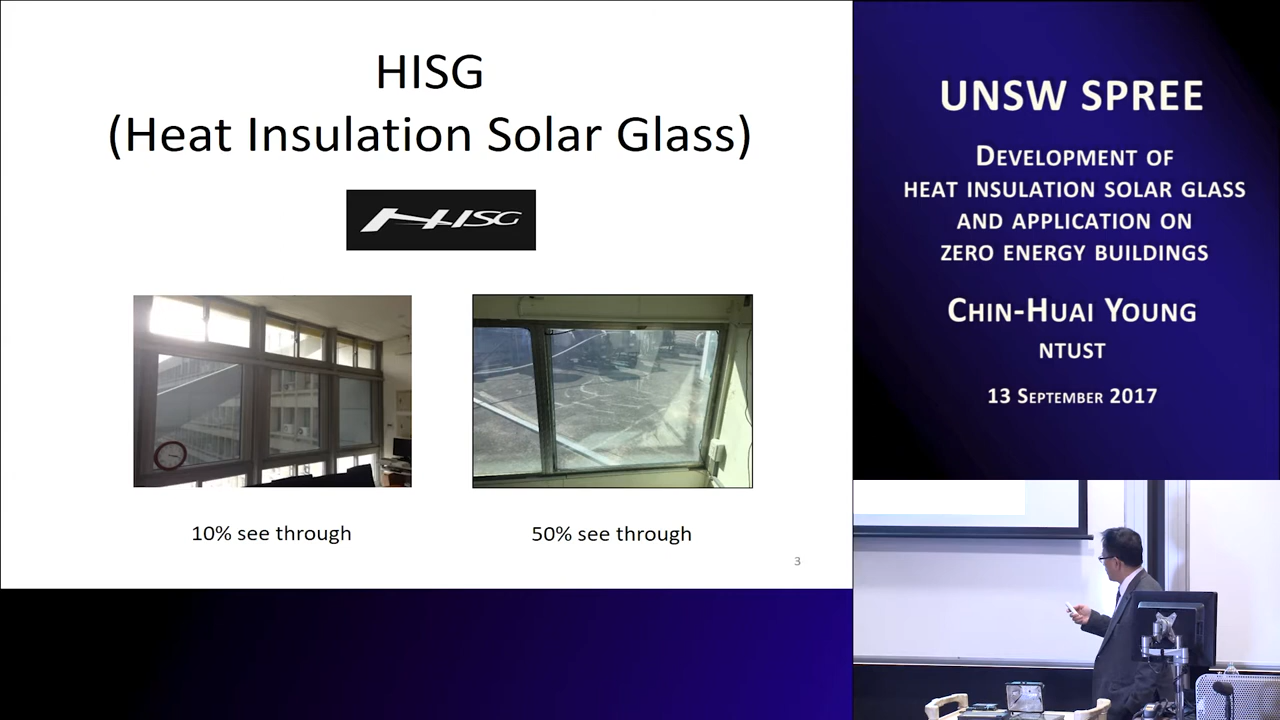 HISG
(Heat Insulation Solar Glass)
HISG
10% see through
50% see through
3
UNSW SPREE
DEVELOPMENT OF
HEAT INSULATION SOLAR GLASS
AND APPLICATION ON
ZERO ENERGY BUILDINGS
CHIN-HUAI YOUNG
NTUST
13 SEPTEMBER 2017